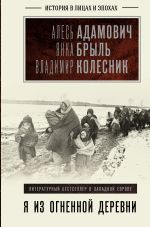 ИСТОРИЯ В ЛИЦАХ И ЭПОХАХ
АЛЕСЬ АДАМОВИЧ
ЯНКА БРЫЛЬ
ВЛАДИМИР КОЛЕСНИК
ЛИТЕРАТУРНЫЙ БЕСТСЕЛЛЕР В ЗАПАДНОЙ ЕВРОПЕ
Я ИЗ ОГНЕННОЙ ДЕРЕВНИ